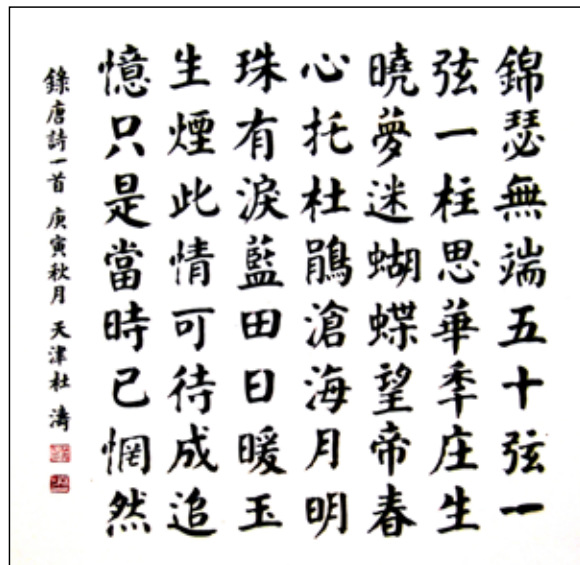 錦瑟無端五十弦一
弦一柱思華年庄生
曉夢迷蝴蝶望帝春
心托杜鵑滄海月明
珠有淚藍田日暖玉
生煙此情可待成追
憶只是當時已惘然
錄唐詩一首 庚寅秋月 天津杜濤